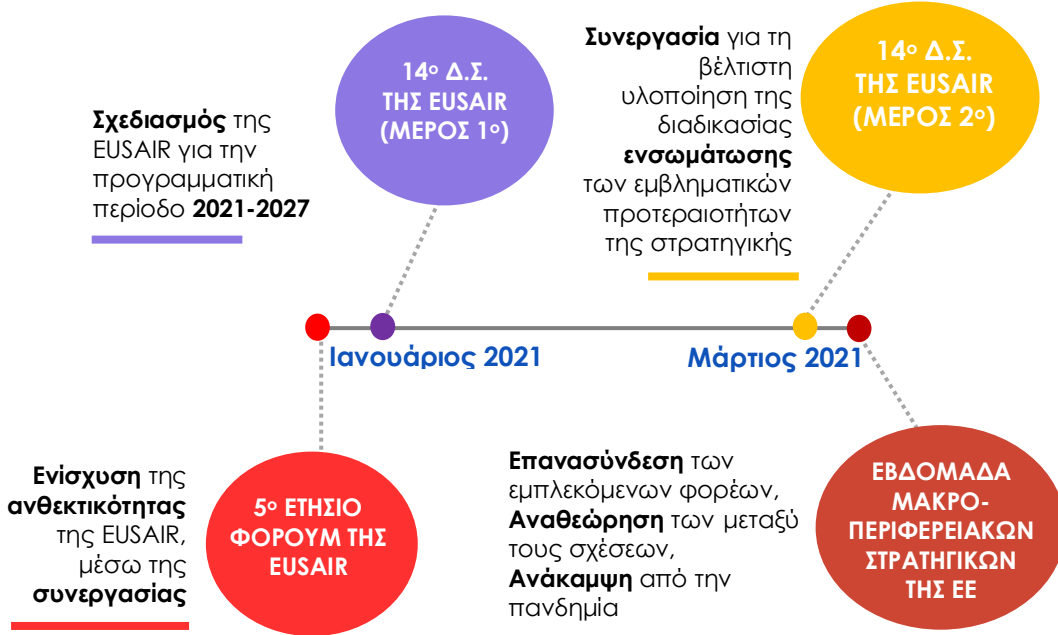 Σχεδιασμός της
EUSAIR για την
προγραμματική
περίοδο 2021-2027
14ο Δ.Σ.
ΤΗΣ EUSAIR
(ΜΕΡΟΣ 1ο)
Συνεργασία για τη
βέλτιστη
υλοποίηση της
διαδικασίας
ενσωμάτωσης
των εμβληματικών
προτεραιοτήτων
της στρατηγικής
14ο Δ.Σ.
ΤΗΣ EUSAIR
(ΜΕΡΟΣ 2ο)
Ιανουάριος 2021
Μάρτιος 2021
Ενίσχυση της
ανθεκτικότητας
της EUSAIR,
μέσω της
συνεργασίας
5ο ΕΤΗΣΙΟ
ΦΟΡΟΥΜ ΤΗΣ
EUSAIR
Επανασύνδεση των
εμπλεκόμενων φορέων,
Αναθεώρηση των μεταξύ
τους σχέσεων,
Ανάκαμψη από την
πανδημία
ΕΒΔΟΜΑΔΑ
ΜΑΚΡΟ-
ΠΕΡΙΦΕΡΕΙΑΚΩΝ
ΣΤΡΑΤΗΓΙΚΩΝ
ΤΗΣ ΕΕ